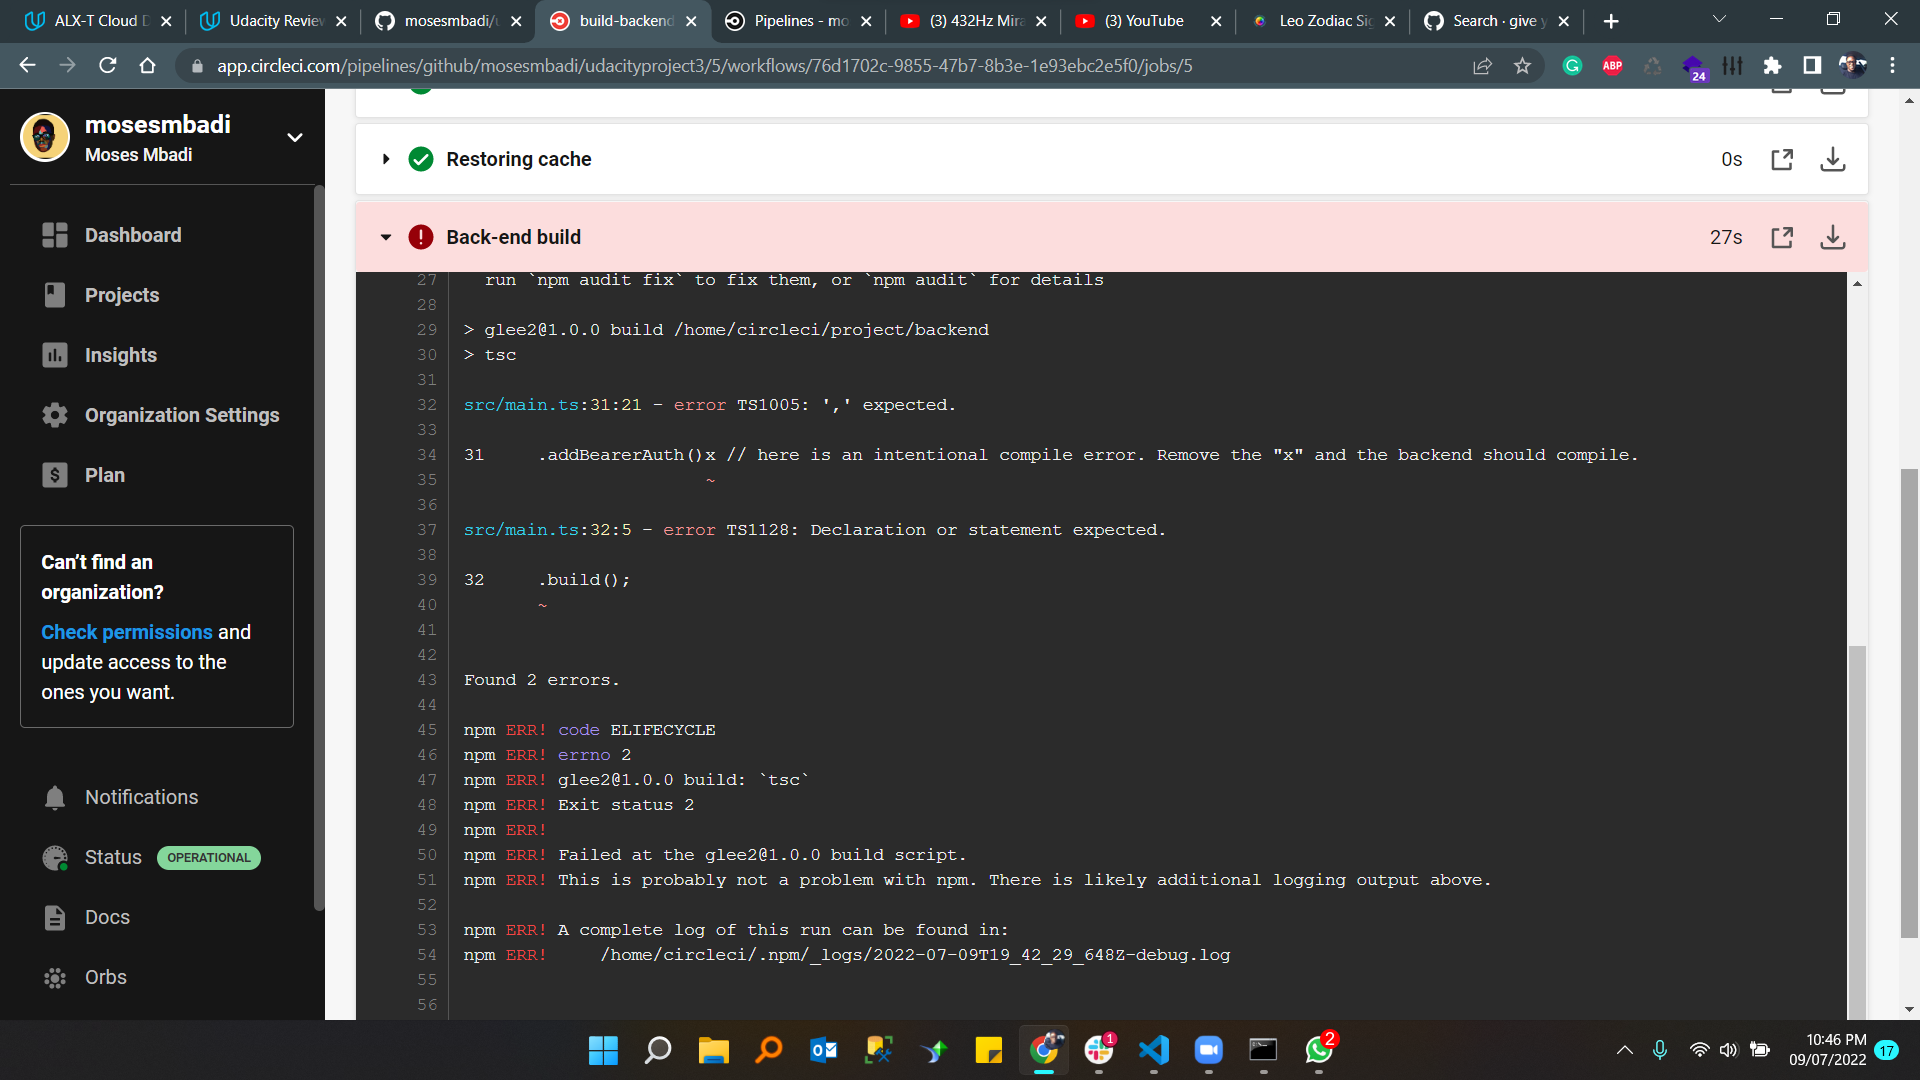 ALX-T Cloud D
Udacity Review
mosesmbadi/u
build-backend
Pipelines - mo
(3) 432Hz Mira
(3) YouTube
Leo Zodiac Sig
Search · give y
app.circleci.com/pipelines/github/mosesmbadi/udacityproject3/5/workflows/76d1702c-9855-47b7-8b3e-1e93ebc2e5f0/jobs/5
ABP
24
mosesmbadi
Moses Mbadi
Dashboard
Projects
Insights
Organization Settings
Plan
Can't find an
organization?
Check permissions and
update access to the
ones you want.
Notifications
Status OPERATIONAL
Docs
Orbs
Restoring cache 0s
Back-end build 27s
27 run `npm audit fix` to fix them, or `npm audit` for details
28
29 > glee2@1.0.0 build /home/circleci/project/backend
30 > tsc
31
32 src/main.ts:31:21 - error TS1005: ',' expected.
33
34 31 .addBearerAuth()x // here is an intentional compile error. Remove the "x" and the backend should compile.
35 ~
36
37 src/main.ts:32:5 - error TS1128: Declaration or statement expected.
38
39 32 .build();
40 ~
41
42
43 Found 2 errors.
44
45 npm ERR! code ELIFECYCLE
46 npm ERR! errno 2
47 npm ERR! glee2@1.0.0 build: `tsc`
48 npm ERR! Exit status 2
49 npm ERR!
50 npm ERR! Failed at the glee2@1.0.0 build script.
51 npm ERR! This is probably not a problem with npm. There is likely additional logging output above.
52
53 npm ERR! A complete log of this run can be found in:
54 npm ERR! /home/circleci/.npm/_logs/2022-07-09T19_42_29_648Z-debug.log
55
56
1
2
10:46 PM
09/07/2022
17